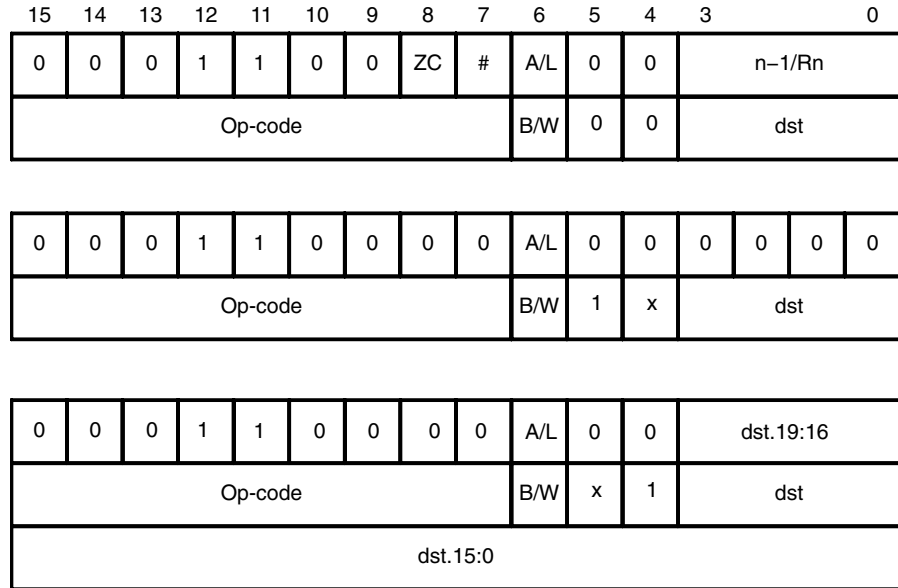 15 14 13 12 11 10 9 8 7 6 5 4 3 0
0 0 0 1 1 0 0 ZC # A/L 0 0 n−1/Rn
Op-code B/W 0 0 dst
0 0 0 1 1 0 0 0 0 A/L 0 0 0 0 0 0
Op-code B/W 1 x dst
0 0 0 1 1 0 0 0 0 A/L 0 0 dst.19:16
Op-code B/W x 1 dst
dst.15:0